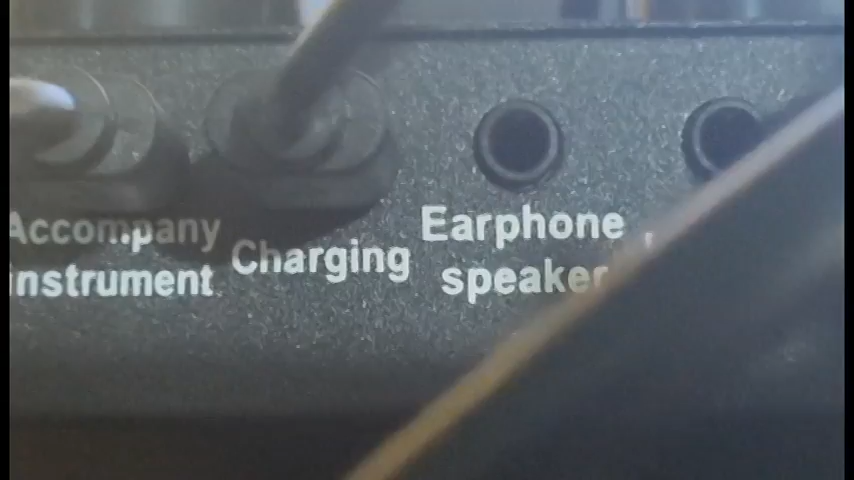 Accompany
instrument
Charging
Earphone
speaker